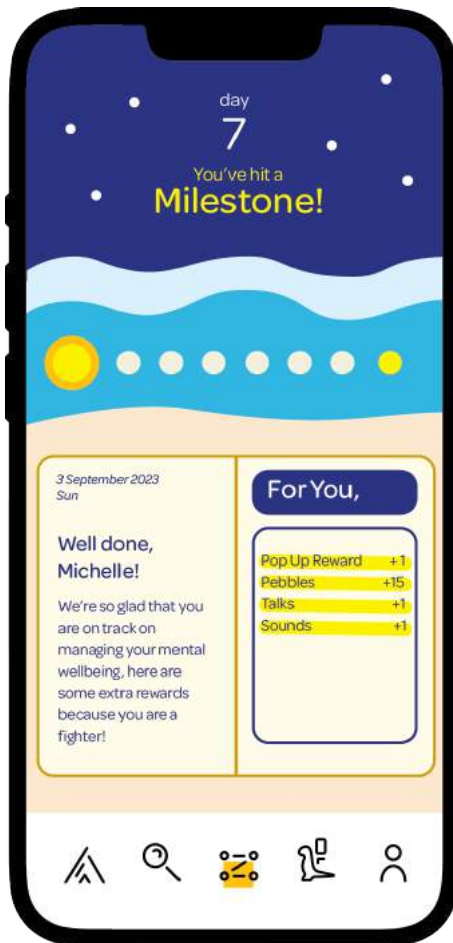 day
7
You've hit a
Milestone!
3 September 2023
Sun
Well done,
Michelle!
We're so glad that you
are on track on
managing your mental
wellbeing, here are
some extra rewards
because you are a
fighter!
For You,
Pop Up Reward +1
Pebbles +15
Talks +1
Sounds +1